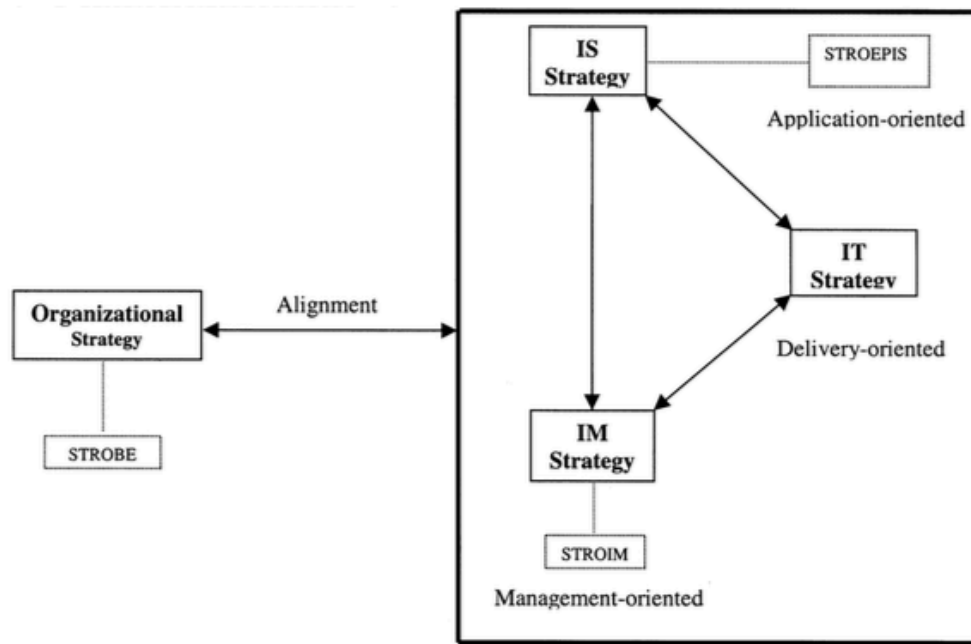 IS
Strategy
STROEPIS
Application-oriented
IT
Strategy
Organizational
Strategy
Alignment
Delivery-oriented
STROBE
IM
Strategy
STROIM
Management-oriented